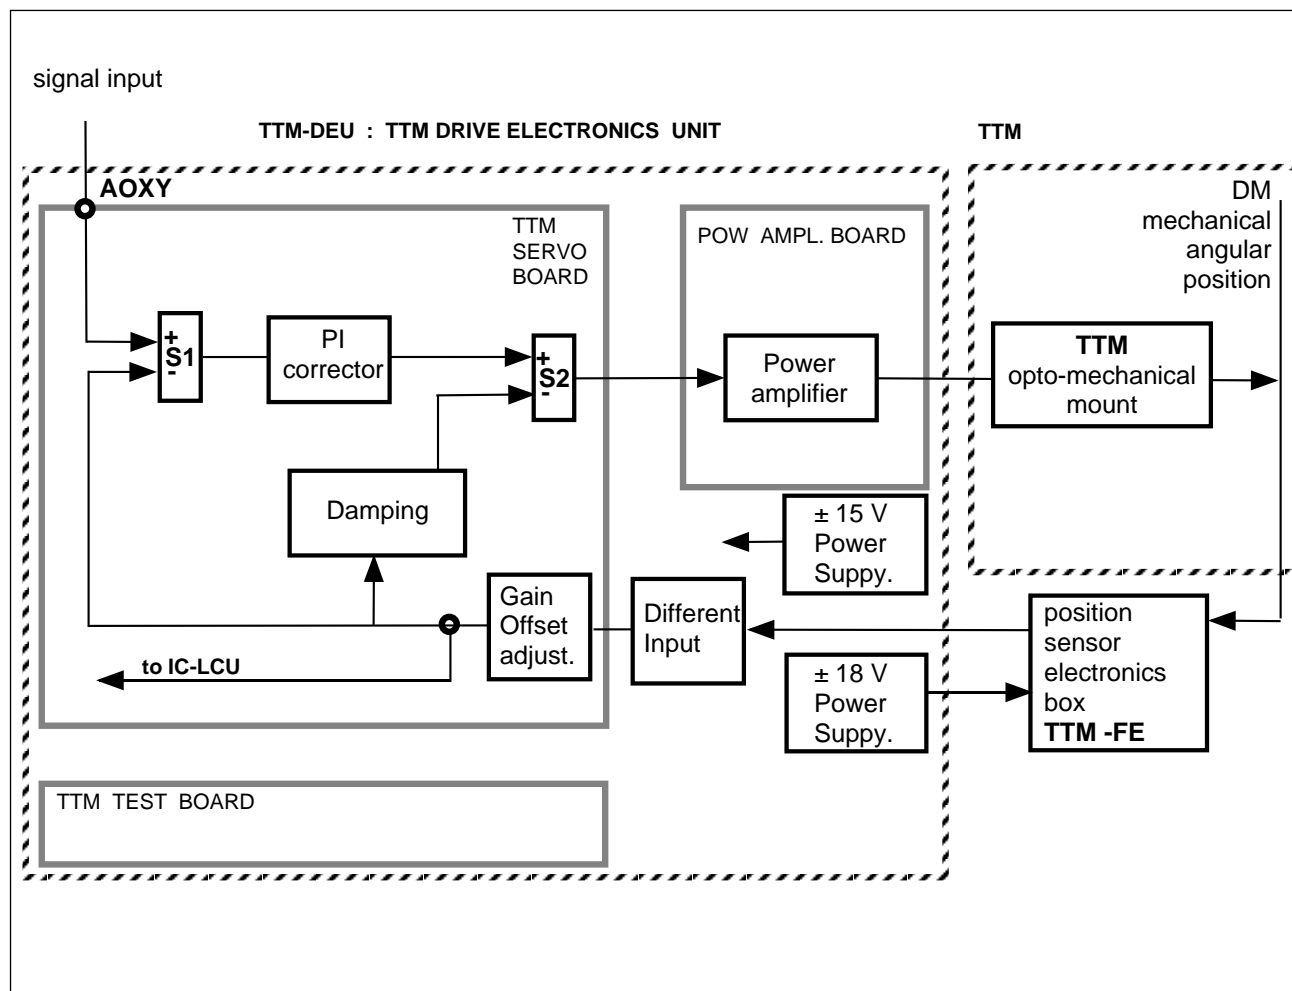 signal input
TTM-DEU : TTM DRIVE ELECTRONICS UNIT
TTM
AOXY
TTM
SERVO
BOARD
POW AMPL. BOARD
DM
mechanical
angular
position
+
S1
-
PI
corrector
+
S2
-
Power
amplifier
TTM
opto-mechanical
mount
Damping
± 15 V
Power
Suppy.
Gain
Offset
adjust.
Different
Input
position
sensor
electronics
box
TTM -FE
to IC-LCU
± 18 V
Power
Suppy.
TTM TEST BOARD